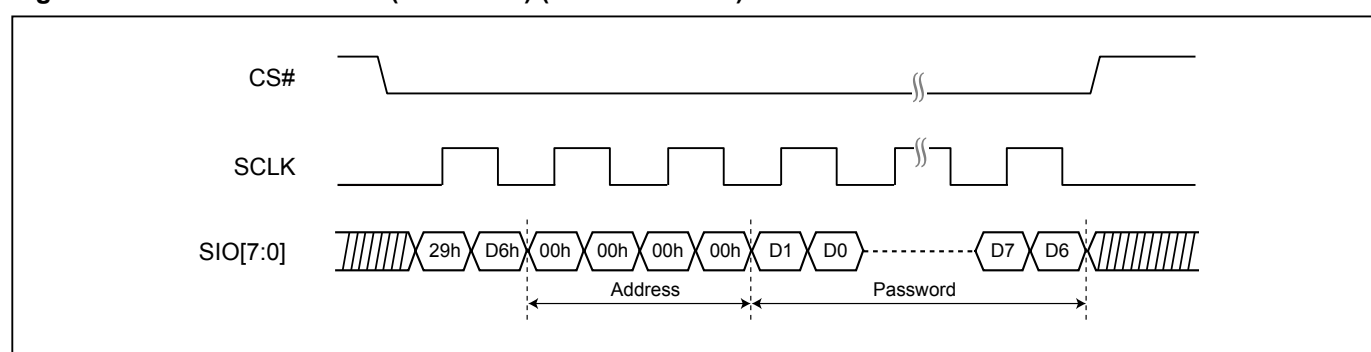 CS#
SCLK
SIO[7:0]
29h D6h 00h 00h 00h 00h D1 D0 D7 D6
Address Password